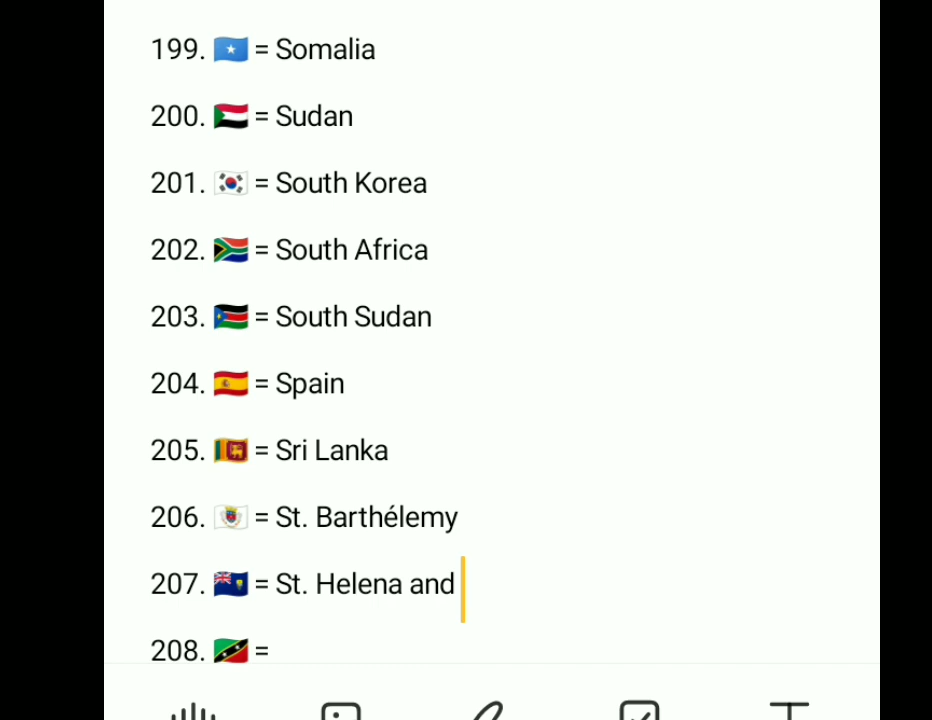 199. 🇸🇴 = Somalia
200. 🇸🇩 = Sudan
201. 🇰🇷 = South Korea
202. 🇿🇦 = South Africa
203. 🇸🇸 = South Sudan
204. 🇪🇸 = Spain
205. 🇱🇰 = Sri Lanka
206. 🇧🇱 = St. Barthélemy
207. 🇸🇭 = St. Helena and
208. 🇰🇳 =